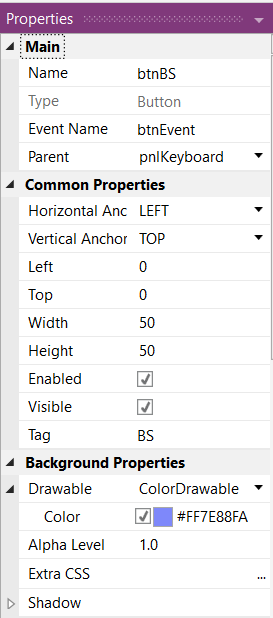 Properties
Main
Name btnBS
Type Button
Event Name btnEvent
Parent pnlKeyboard
Common Properties
Horizontal Anc LEFT
Vertical Anchor TOP
Left 0
Top 0
Width 50
Height 50
Enabled
Visible
Tag BS
Background Properties
Drawable ColorDrawable
Color #FF7E88FA
Alpha Level 1.0
Extra CSS ...
Shadow